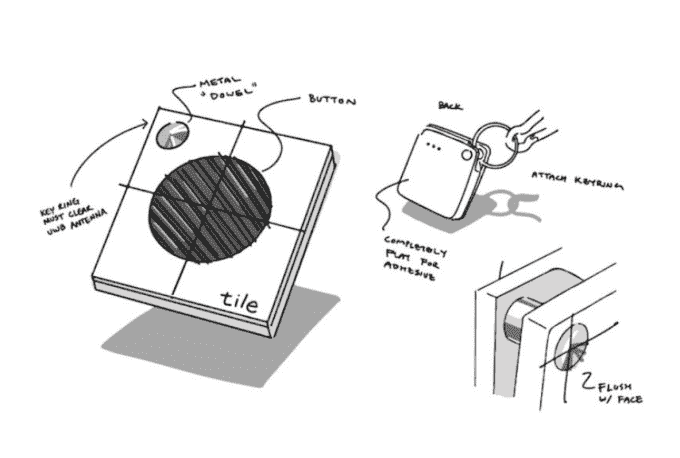 METAL
"DOWEL"
BUTTON
KEY RING
MUST CLEAR
UWB ANTENNA
tile
BACK
ATTACH KEYRING
COMPLETELY
FLAT FOR
ADHESIVE
FLUSH
W/ FACE